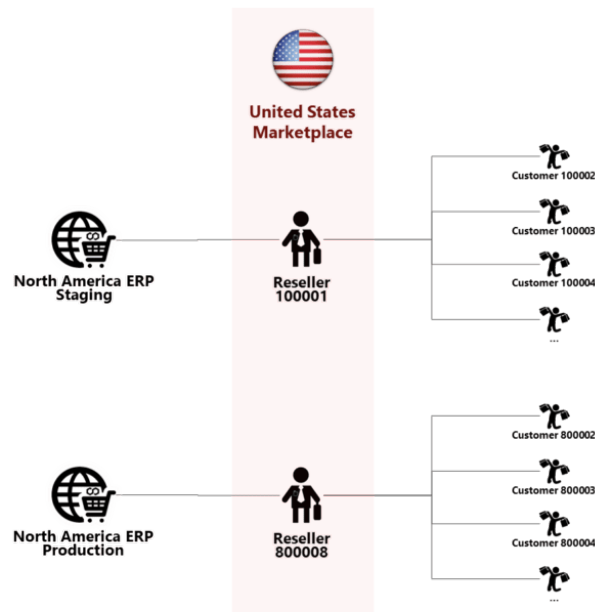 United States
Marketplace
Customer 100002
Customer 100003
North America ERP
Staging
Reseller
100001
Customer 100004
...
Customer 800002
Customer 800003
North America ERP
Production
Reseller
800008
Customer 800004
...